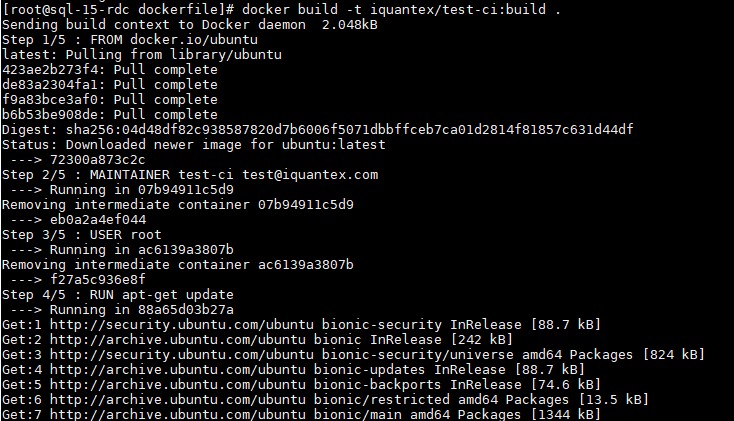 [root@sql-15-rdc dockerfile]# docker build -t iquantex/test-ci:build .
Sending build context to Docker daemon  2.048kB
Step 1/5 : FROM docker.io/ubuntu
latest: Pulling from library/ubuntu
423ae2b273f4: Pull complete
de83a2304fa1: Pull complete
f9a83bce3af0: Pull complete
b6b53be908de: Pull complete
Digest: sha256:04d48df82c938587820d7b6006f5071dbbffceb7ca01d2814f81857c631d44df
Status: Downloaded newer image for ubuntu:latest
 ---> 72300a873c2c
Step 2/5 : MAINTAINER test-ci test@iquantex.com
 ---> Running in 07b94911c5d9
Removing intermediate container 07b94911c5d9
 ---> eb0a2a4ef044
Step 3/5 : USER root
 ---> Running in ac6139a3807b
Removing intermediate container ac6139a3807b
 ---> f27a5c936e8f
Step 4/5 : RUN apt-get update
 ---> Running in 88a65d03b27a
Get:1 http://security.ubuntu.com/ubuntu bionic-security InRelease [88.7 kB]
Get:2 http://archive.ubuntu.com/ubuntu bionic InRelease [242 kB]
Get:3 http://security.ubuntu.com/ubuntu bionic-security/universe amd64 Packages [824 kB]
Get:4 http://archive.ubuntu.com/ubuntu bionic-updates InRelease [88.7 kB]
Get:5 http://archive.ubuntu.com/ubuntu bionic-backports InRelease [74.6 kB]
Get:6 http://archive.ubuntu.com/ubuntu bionic/restricted amd64 Packages [13.5 kB]
Get:7 http://archive.ubuntu.com/ubuntu bionic/main amd64 Packages [1344 kB]